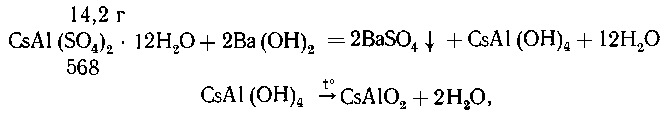 14,2 г
CsAl (SO₄)₂ · 12H₂O + 2Ba (OH)₂ = 2BaSO₄ ↓ + CsAl (OH)₄ + 12H₂O
568
CsAl (OH)₄ →t° CsAlO₂ + 2H₂O,